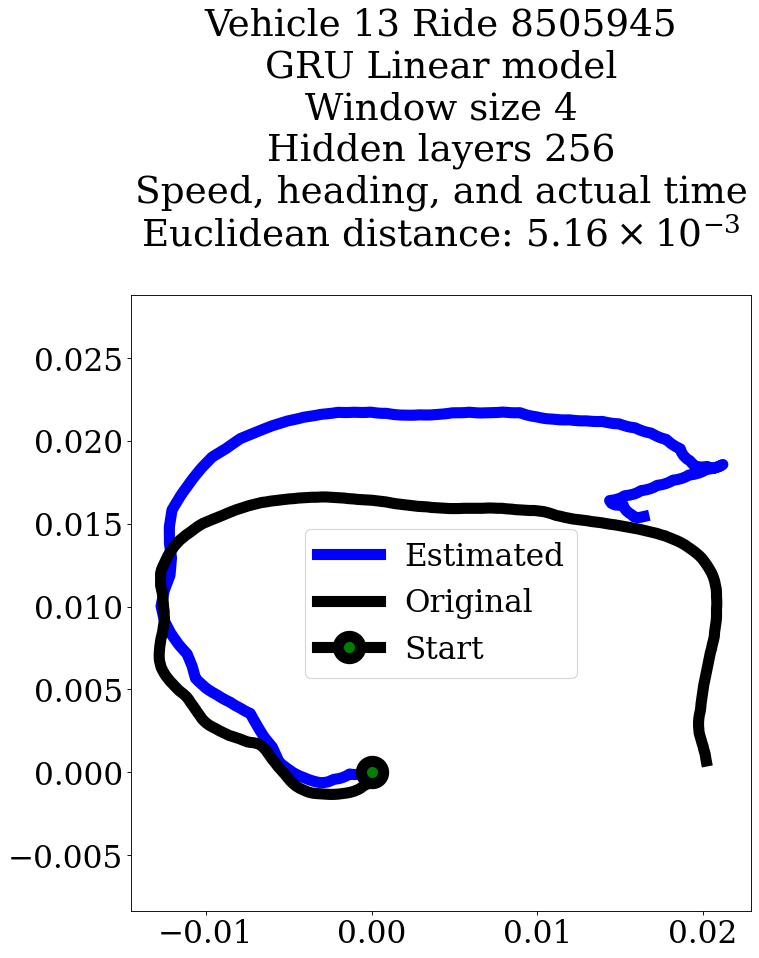 Vehicle 13 Ride 8505945
GRU Linear model
Window size 4
Hidden layers 256
Speed, heading, and actual time
Euclidean distance: 5.16 × 10⁻³
0.025
0.020
0.015
0.010
0.005
0.000
−0.005
Estimated
Original
Start
−0.01 0.00 0.01 0.02